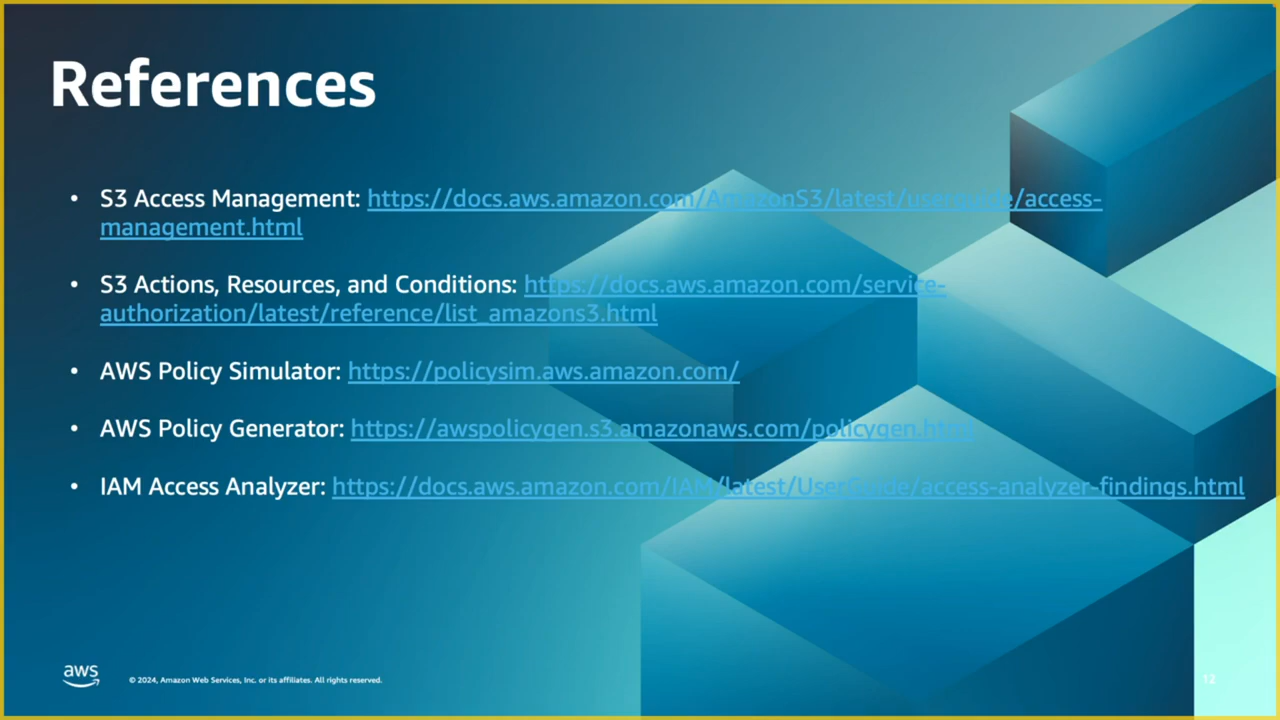 References
• S3 Access Management: https://docs.aws.amazon.com/AmazonS3/latest/userguide/access-
management.html
• S3 Actions, Resources, and Conditions: https://docs.aws.amazon.com/service-
authorization/latest/reference/list_amazons3.html
• AWS Policy Simulator: https://policysim.aws.amazon.com/
• AWS Policy Generator: https://awspolicygen.s3.amazonaws.com/policygen.html
• IAM Access Analyzer: https://docs.aws.amazon.com/IAM/latest/UserGuide/access-analyzer-findings.html
aws
© 2024, Amazon Web Services, Inc. or its affiliates. All rights reserved.
12